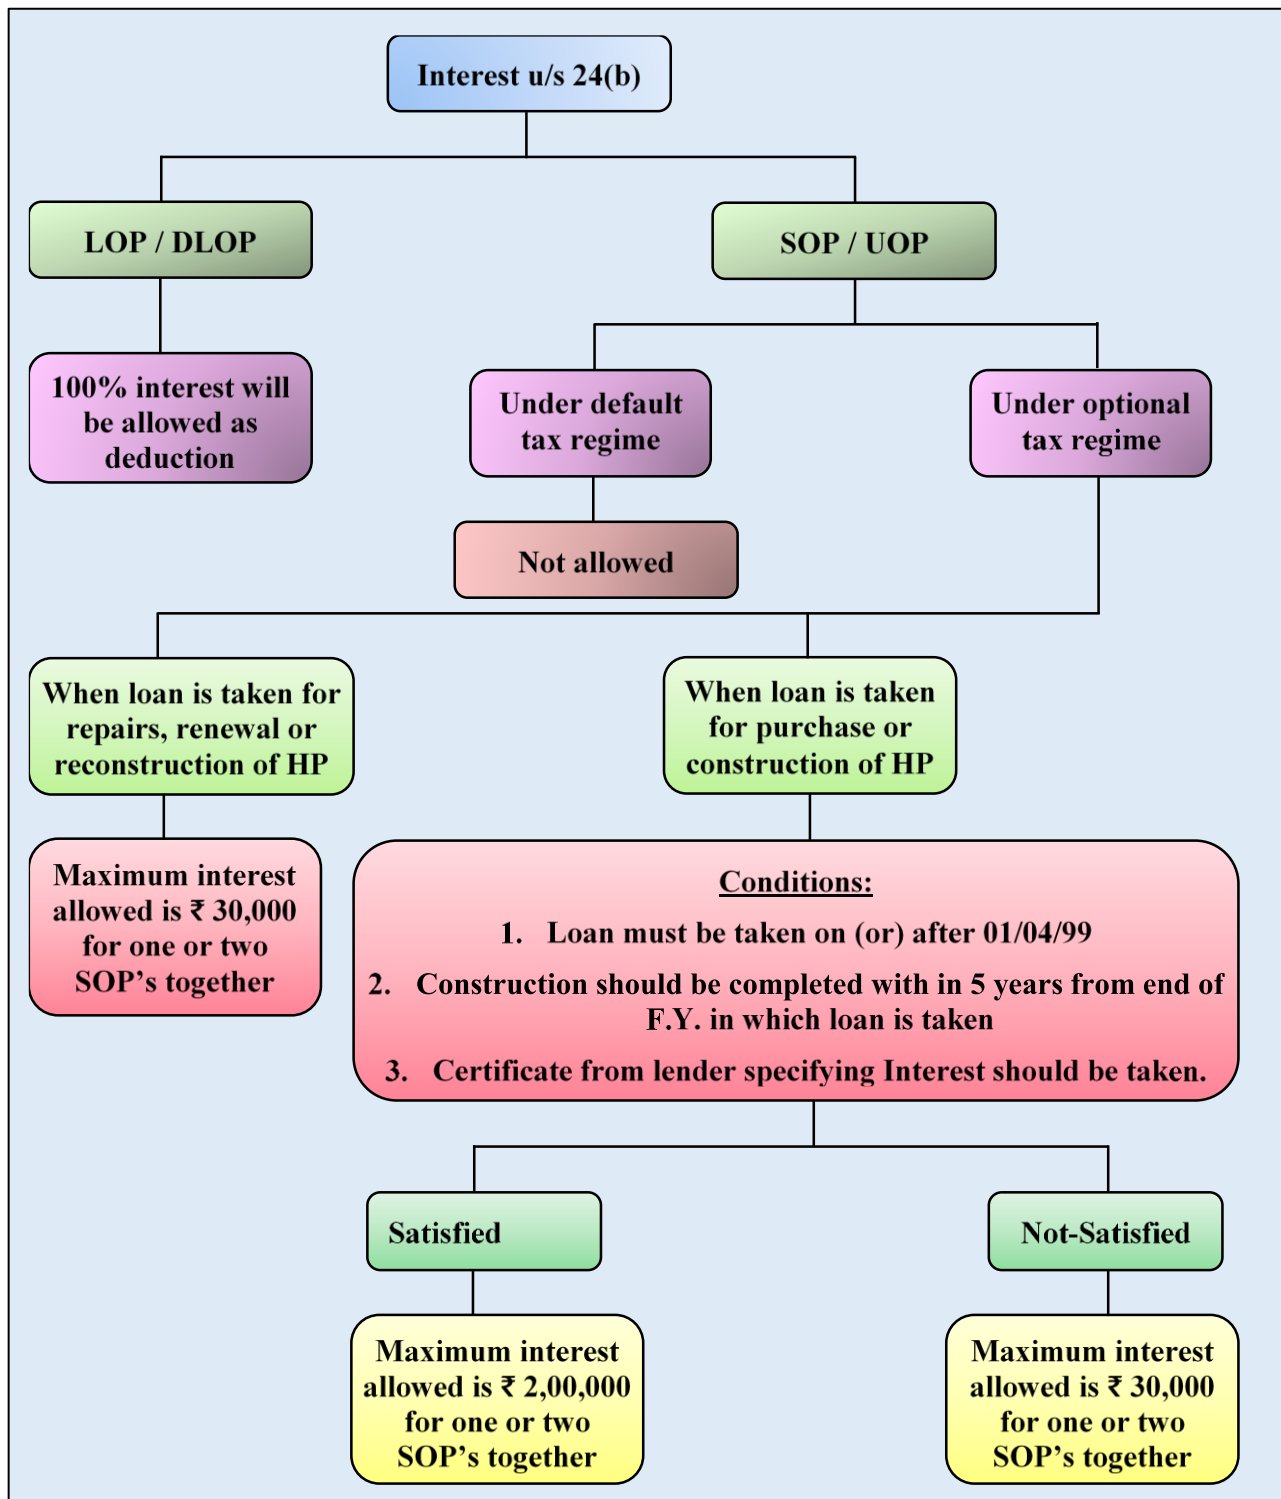 Interest u/s 24(b)
LOP / DLOP
SOP / UOP
100% interest will
be allowed as
deduction
Under default
tax regime
Under optional
tax regime
Not allowed
When loan is taken for
repairs, renewal or
reconstruction of HP
When loan is taken
for purchase or
construction of HP
Maximum interest
allowed is ₹ 30,000
for one or two
SOP’s together
Conditions:
1. Loan must be taken on (or) after 01/04/99
2. Construction should be completed with in 5 years from end of
F.Y. in which loan is taken
3. Certificate from lender specifying Interest should be taken.
Satisfied
Not-Satisfied
Maximum interest
allowed is ₹ 2,00,000
for one or two
SOP’s together
Maximum interest
allowed is ₹ 30,000
for one or two
SOP’s together